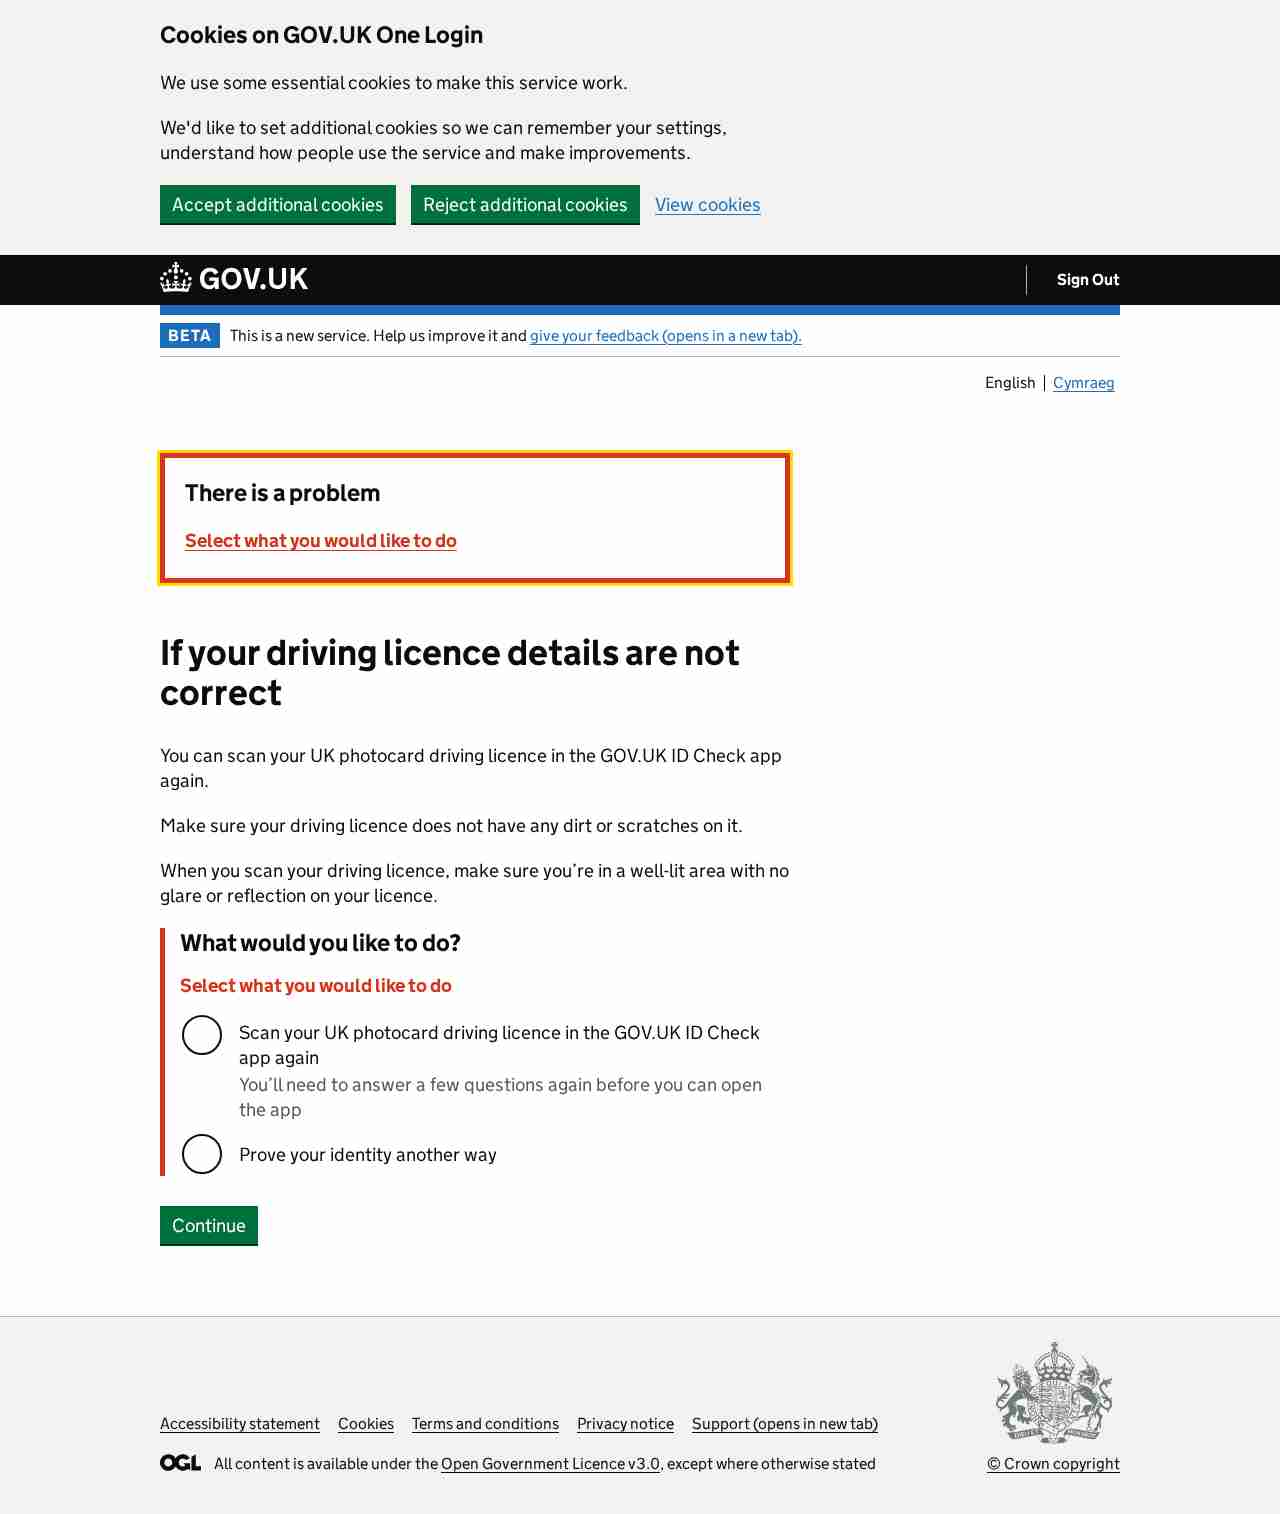 Cookies on GOV.UK One Login
We use some essential cookies to make this service work.
We'd like to set additional cookies so we can remember your settings,
understand how people use the service and make improvements.
Accept additional cookies Reject additional cookies View cookies
GOV.UK Sign Out
BETA This is a new service. Help us improve it and give your feedback (opens in a new tab).
English Cymraeg
There is a problem
Select what you would like to do
If your driving licence details are not
correct
You can scan your UK photocard driving licence in the GOV.UK ID Check app
again.
Make sure your driving licence does not have any dirt or scratches on it.
When you scan your driving licence, make sure you’re in a well-lit area with no
glare or reflection on your licence.
What would you like to do?
Select what you would like to do
Scan your UK photocard driving licence in the GOV.UK ID Check
app again
You’ll need to answer a few questions again before you can open
the app
Prove your identity another way
Continue
Accessibility statement Cookies Terms and conditions Privacy notice Support (opens in new tab)
OGL All content is available under the Open Government Licence v3.0, except where otherwise stated
© Crown copyright